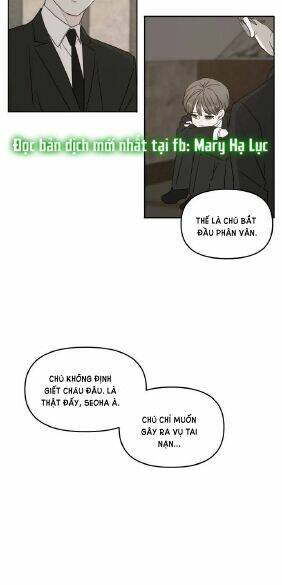 Đọc bản dịch mới nhất tại fb: Mary Hạ Lục
THẾ LÀ CHÚ BẮT
ĐẦU PHÂN VÂN.
CHÚ KHÔNG ĐỊNH
GIẾT CHÁU ĐÂU. LÀ
THẬT ĐẤY, SEOHA À.
CHÚ CHỈ MUỐN
GÂY RA VỤ TAI
NẠN...